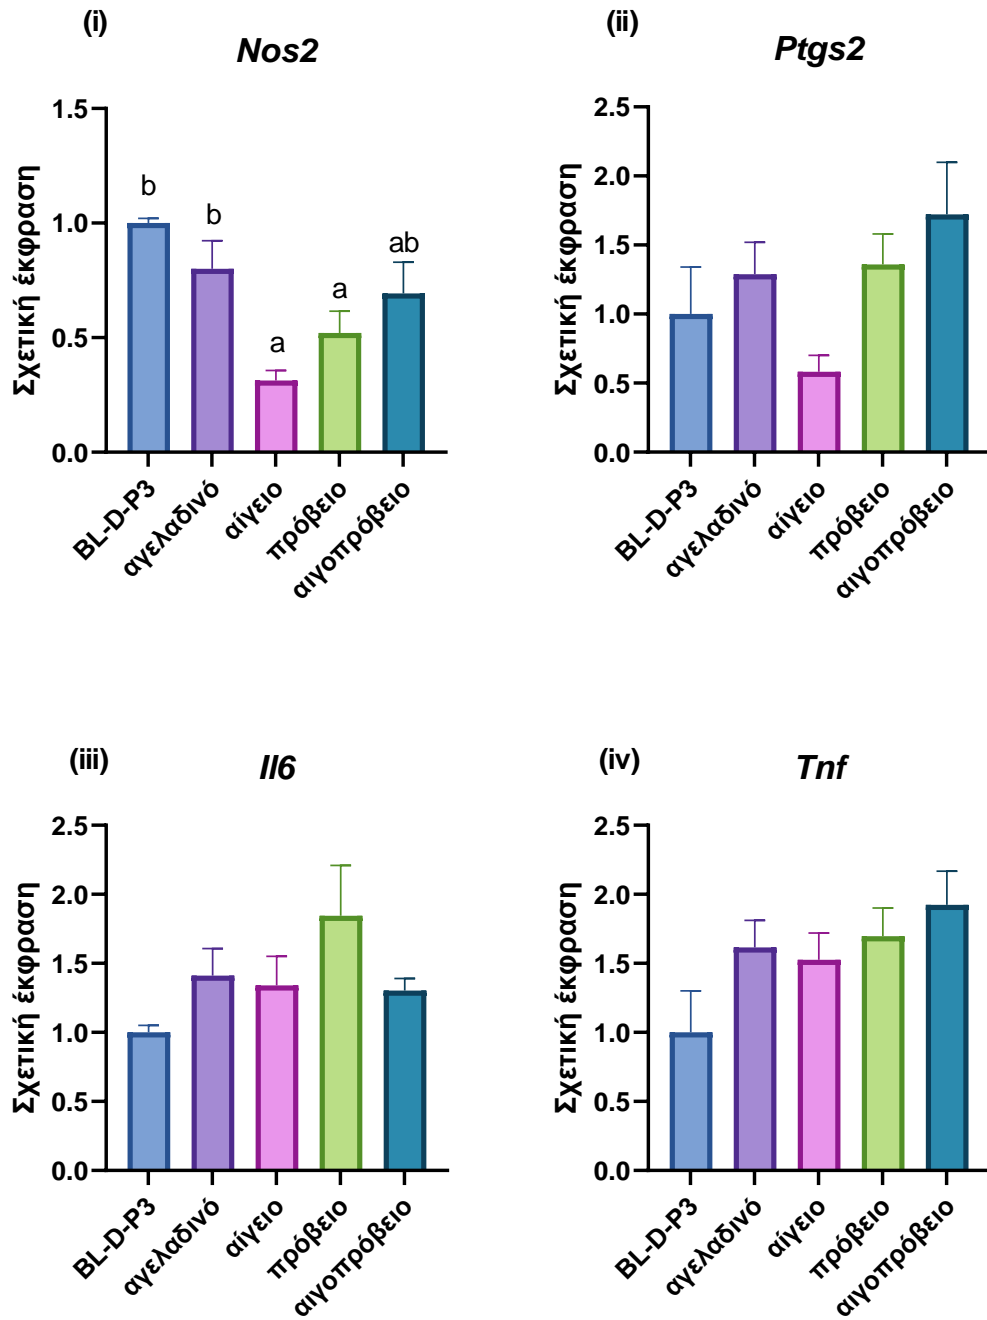 (i)
Nos2
Σχετική έκφραση
1.5
1.0
0.5
0.0
b
b
a
a
ab
BL-D-P3
αγελαδινό
αίγειο
πρόβειο
αιγοπρόβειο
(ii)
Ptgs2
Σχετική έκφραση
2.5
2.0
1.5
1.0
0.5
0.0
BL-D-P3
αγελαδινό
αίγειο
πρόβειο
αιγοπρόβειο
(iii)
Il6
Σχετική έκφραση
2.5
2.0
1.5
1.0
0.5
0.0
BL-D-P3
αγελαδινό
αίγειο
πρόβειο
αιγοπρόβειο
(iv)
Tnf
Σχετική έκφραση
2.5
2.0
1.5
1.0
0.5
0.0
BL-D-P3
αγελαδινό
αίγειο
πρόβειο
αιγοπρόβειο